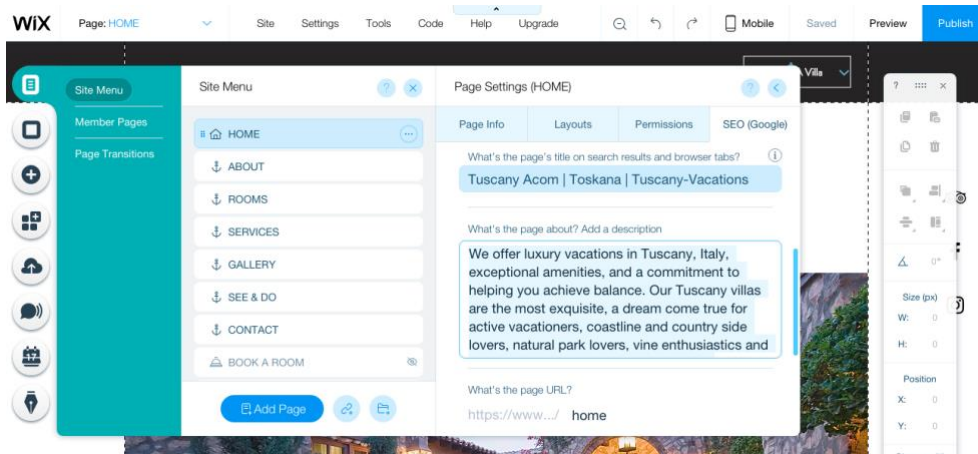 WiX Page: HOME Site Settings Tools Code Help Upgrade Mobile Saved Preview Publish
Villa
Site Menu
Member Pages
Page Transitions
Site Menu ?
HOME
ABOUT
ROOMS
SERVICES
GALLERY
SEE & DO
CONTACT
BOOK A ROOM
Add Page
Page Settings (HOME) ?
Page Info Layouts Permissions SEO (Google)
What's the page's title on search results and browser tabs?
Tuscany Acom | Toskana | Tuscany-Vacations
What's the page about? Add a description
We offer luxury vacations in Tuscany, Italy,
exceptional amenities, and a commitment to
helping you achieve balance. Our Tuscany villas
are the most exquisite, a dream come true for
active vacationers, coastline and country side
lovers, natural park lovers, vine enthusiastics and
What's the page URL?
https://www.../ home
?
0°
Size (px)
W: 0
H: 0
Position
X: 0
Y: 0